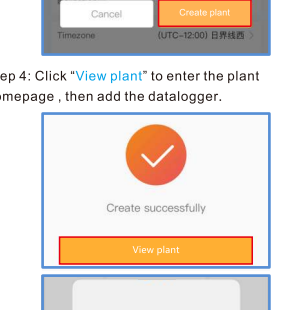 Cancel Create plant
Timezone (UTC-12:00) 日界线西
ep 4: Click “View plant” to enter the plant
mepage , then add the datalogger.
Create successfully
View plant